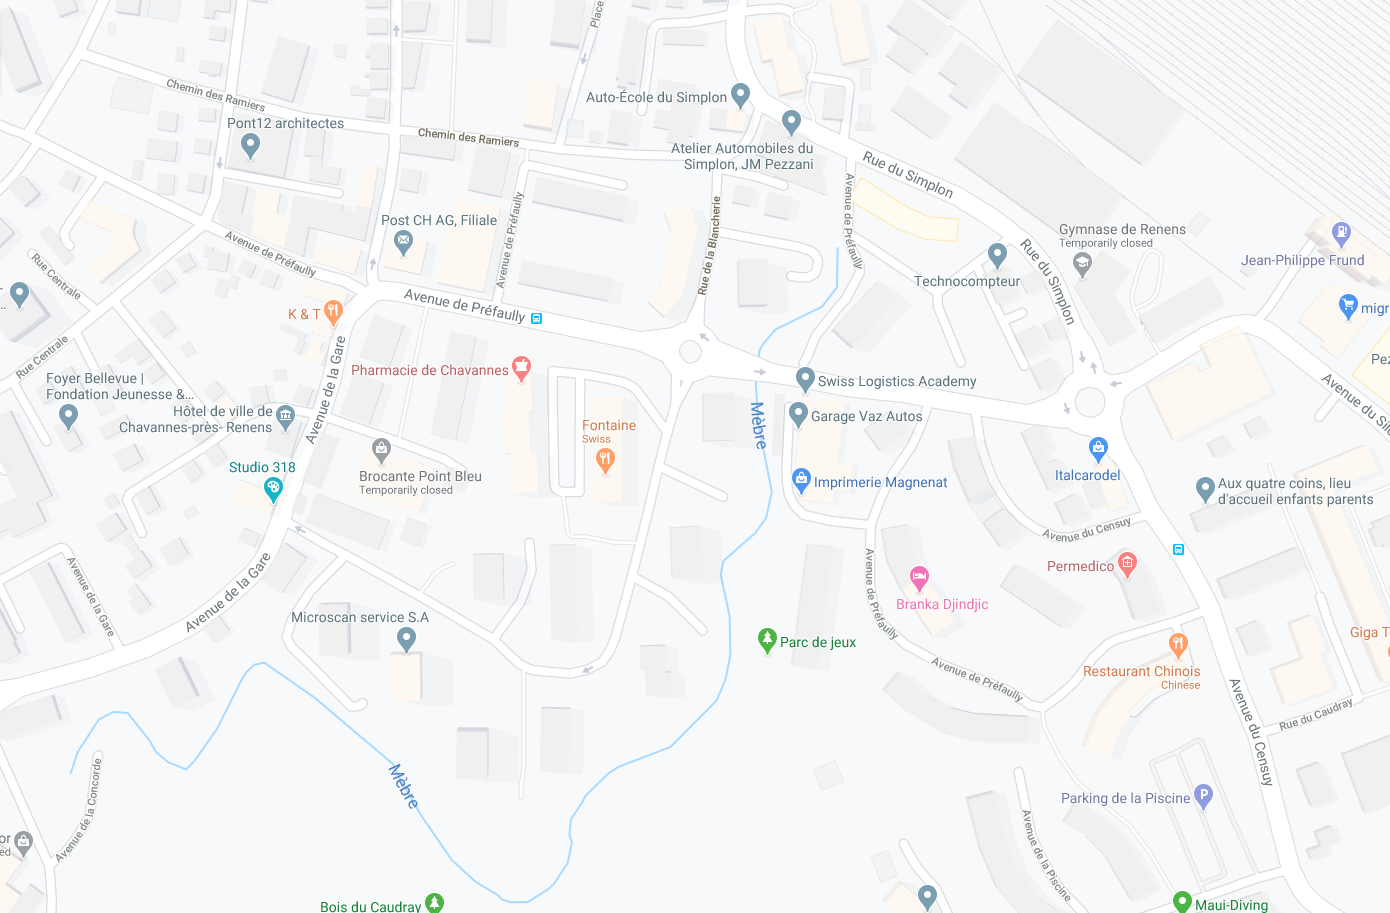 Place
Chemin des Ramiers
Auto-École du Simplon
Pont12 architectes
Chemin des Ramiers
Atelier Automobiles du
Simplon, JM Pezzani
Rue du Simplon
Avenue de Préfaully
Post CH AG, Filiale
Avenue de Préfaully
Rue de la Blancherie
Gymnase de Renens
Temporarily closed
Rue du Simplon
Jean-Philippe Frund
Avenue de Préfaully
Rue Centrale
Technocompteur
Avenue de Préfaully
K & T
migr
Rue Centrale
Avenue de la Gare
Pharmacie de Chavannes
Swiss Logistics Academy
Pez
Foyer Bellevue |
Fondation Jeunesse &...
Avenue du Silo
Hôtel de ville de
Chavannes-près- Renens
Mèbre
Garage Vaz Autos
Fontaine
Swiss
Studio 318
Brocante Point Bleu
Temporarily closed
Imprimerie Magnenat
Italcarodel
Aux quatre coins, lieu
d'accueil enfants parents
Avenue du Censuy
Avenue de la Gare
Avenue de la Gare
Avenue de Préfaully
Permedico
Branka Djindjic
Microscan service S.A
Parc de jeux
Giga T
Avenue de Préfaully
Restaurant Chinois
Chinese
Avenue du Censuy
Rue du Caudray
Mèbre
Avenue de la Concorde
Parking de la Piscine
P
Avenue de la Piscine
or
ed
Bois du Caudray
Maui-Diving